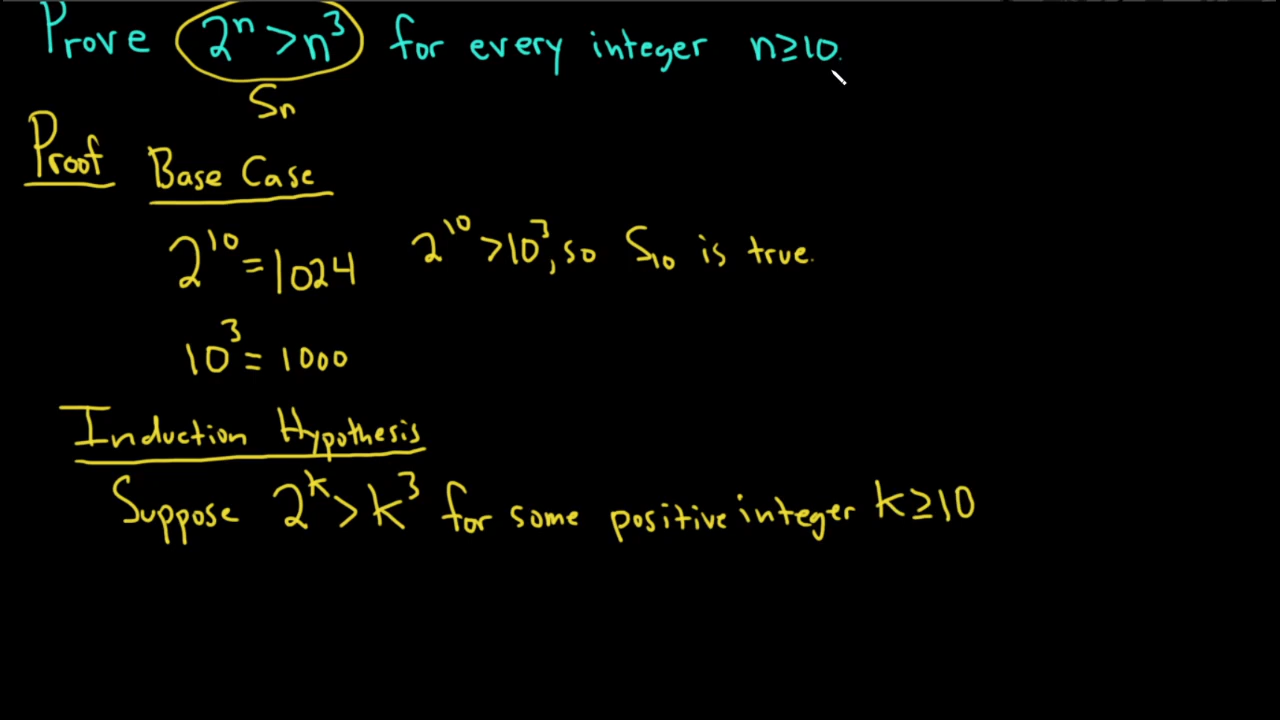 Prove 2^n > n^3 for every integer n ≥ 10.
S_n
Proof Base Case
2^10 = 1024 2^10 > 10^3, so S_10 is true.
10^3 = 1000
Induction Hypothesis
Suppose 2^k > k^3 for some positive integer k ≥ 10